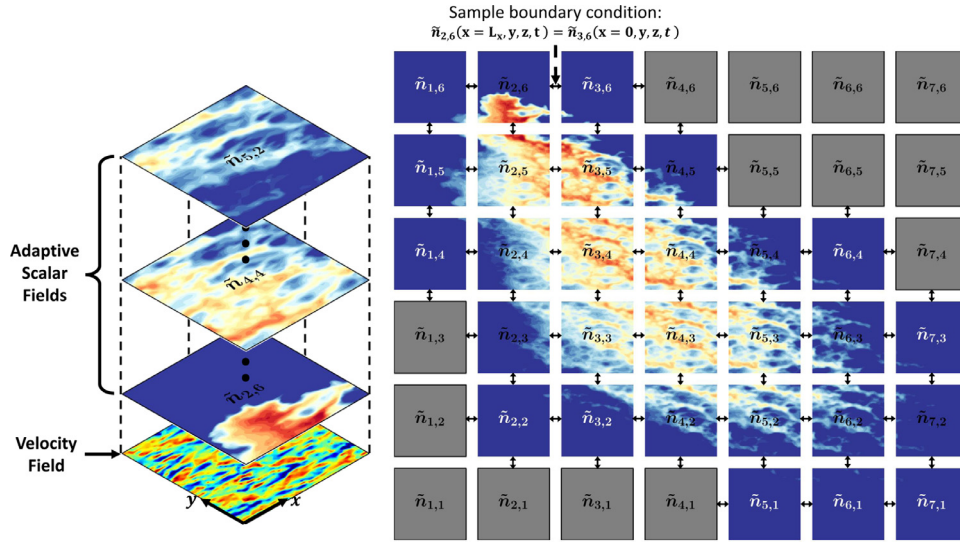 Sample boundary condition:
ñ₂,₆(x = Lₓ, y, z, t) = ñ₃,₆(x = 0, y, z, t)
ñ₁,₆ ñ₂,₆ ñ₃,₆ ñ₄,₆ ñ₅,₆ ñ₆,₆ ñ₇,₆
ñ₁,₅ ñ₂,₅ ñ₃,₅ ñ₄,₅ ñ₅,₅ ñ₆,₅ ñ₇,₅
ñ₁,₄ ñ₂,₄ ñ₃,₄ ñ₄,₄ ñ₅,₄ ñ₆,₄ ñ₇,₄
ñ₁,₃ ñ₂,₃ ñ₃,₃ ñ₄,₃ ñ₅,₃ ñ₆,₃ ñ₇,₃
ñ₁,₂ ñ₂,₂ ñ₃,₂ ñ₄,₂ ñ₅,₂ ñ₆,₂ ñ₇,₂
ñ₁,₁ ñ₂,₁ ñ₃,₁ ñ₄,₁ ñ₅,₁ ñ₆,₁ ñ₇,₁
ñ₅,₂
Adaptive
Scalar
Fields
ñ₄,₄
ñ₂,₆
Velocity
Field
y x